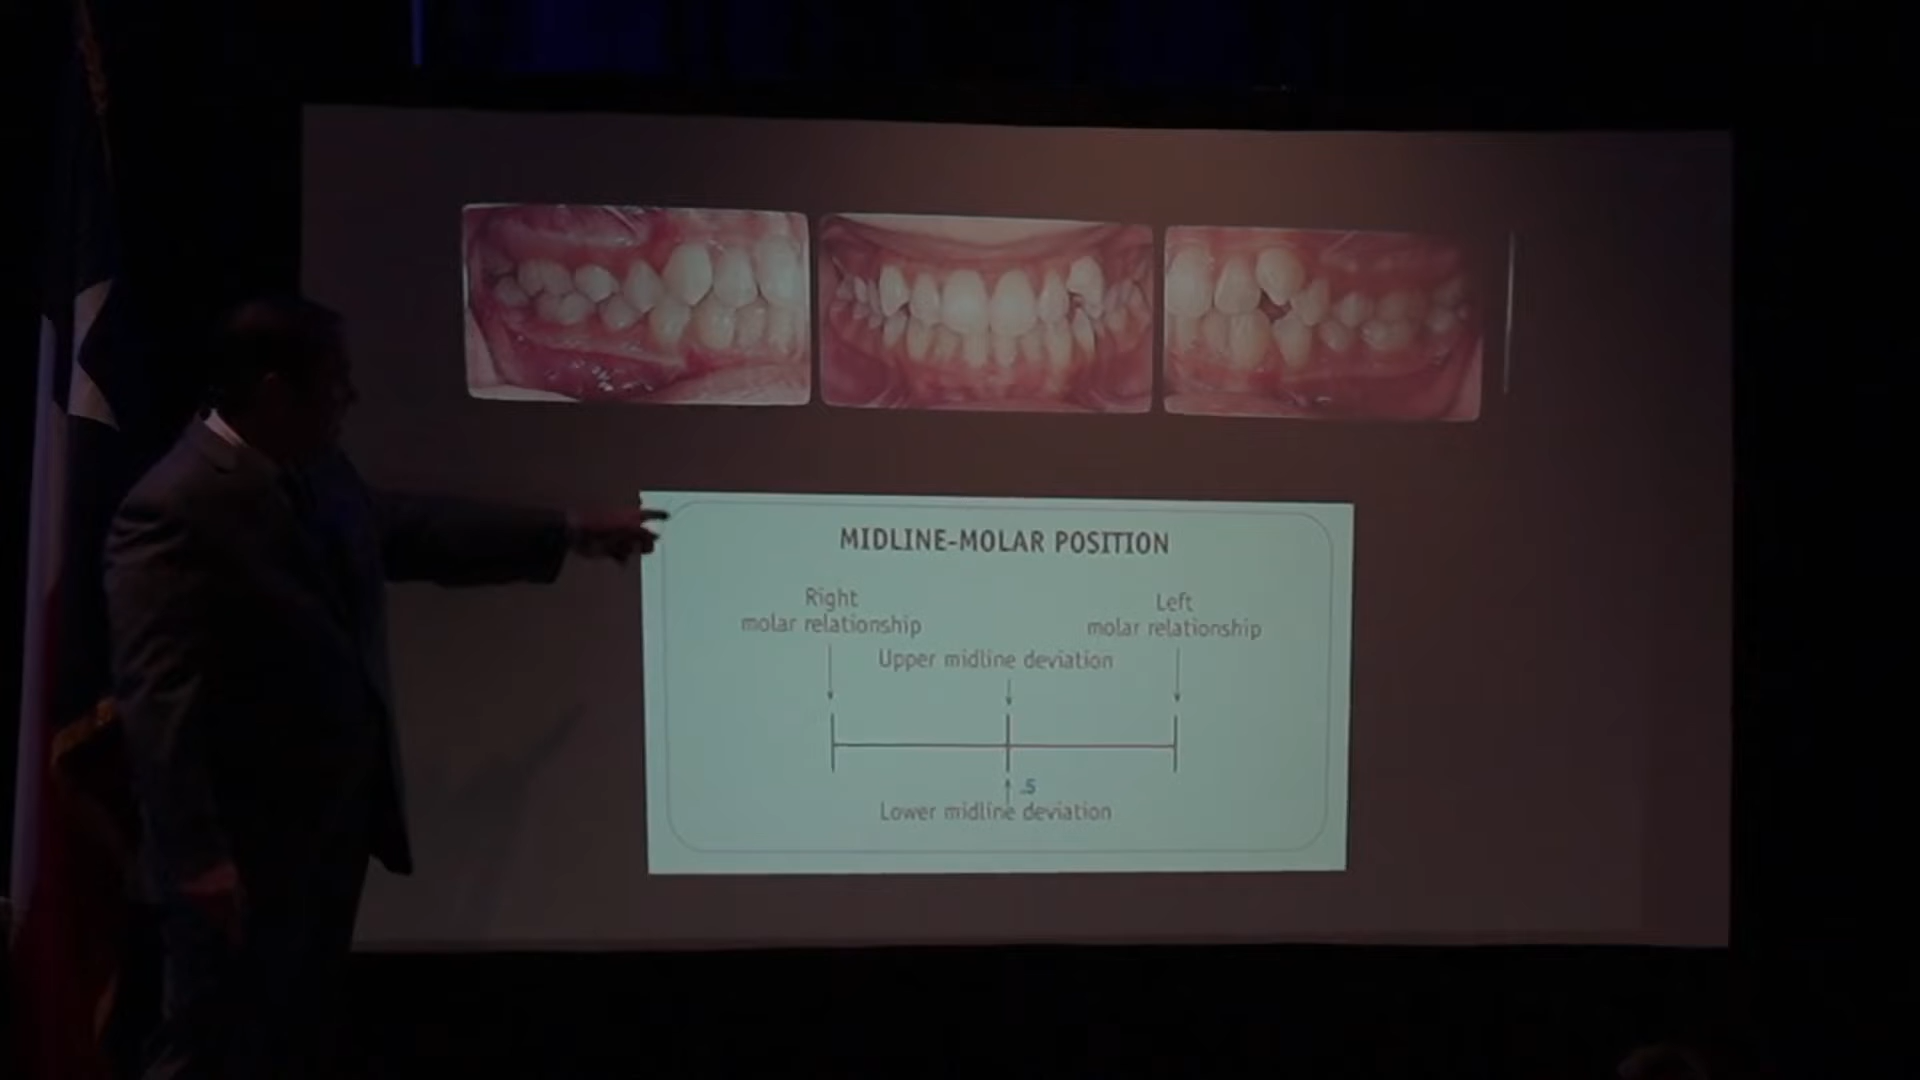 MIDLINE-MOLAR POSITION
Right
molar relationship
Left
molar relationship
Upper midline deviation
.5
Lower midline deviation